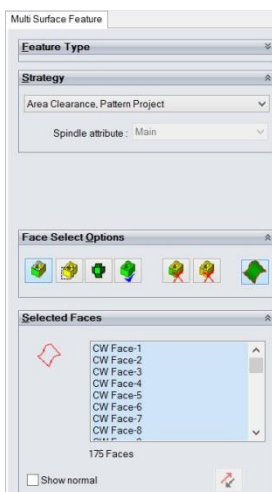 Multi Surface Feature
Feature Type
Strategy
Area Clearance, Pattern Project
Spindle attribute : Main
Face Select Options
Selected Faces
CW Face-1
CW Face-2
CW Face-3
CW Face-4
CW Face-5
CW Face-6
CW Face-7
CW Face-8
175 Faces
Show normal